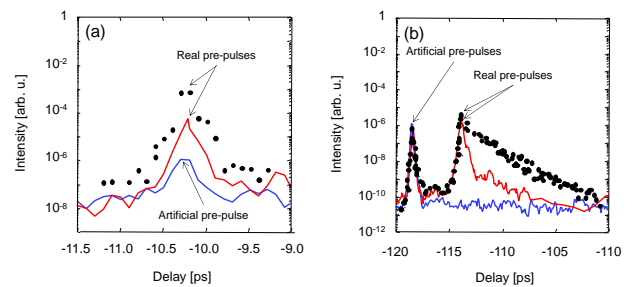 (a)
Real pre-pulses
Artificial pre-pulse
Intensity [arb. u.]
1
10-2
10-4
10-6
10-8
-11.5 -11.0 -10.5 -10.0 -9.5 -9.0
Delay [ps]
(b)
Artificial pre-pulses
Real pre-pulses
Intensity [arb. u.]
1
10-2
10-4
10-6
10-8
10-10
10-12
-120 -115 -110 -105 -100 -110
Delay [ps]